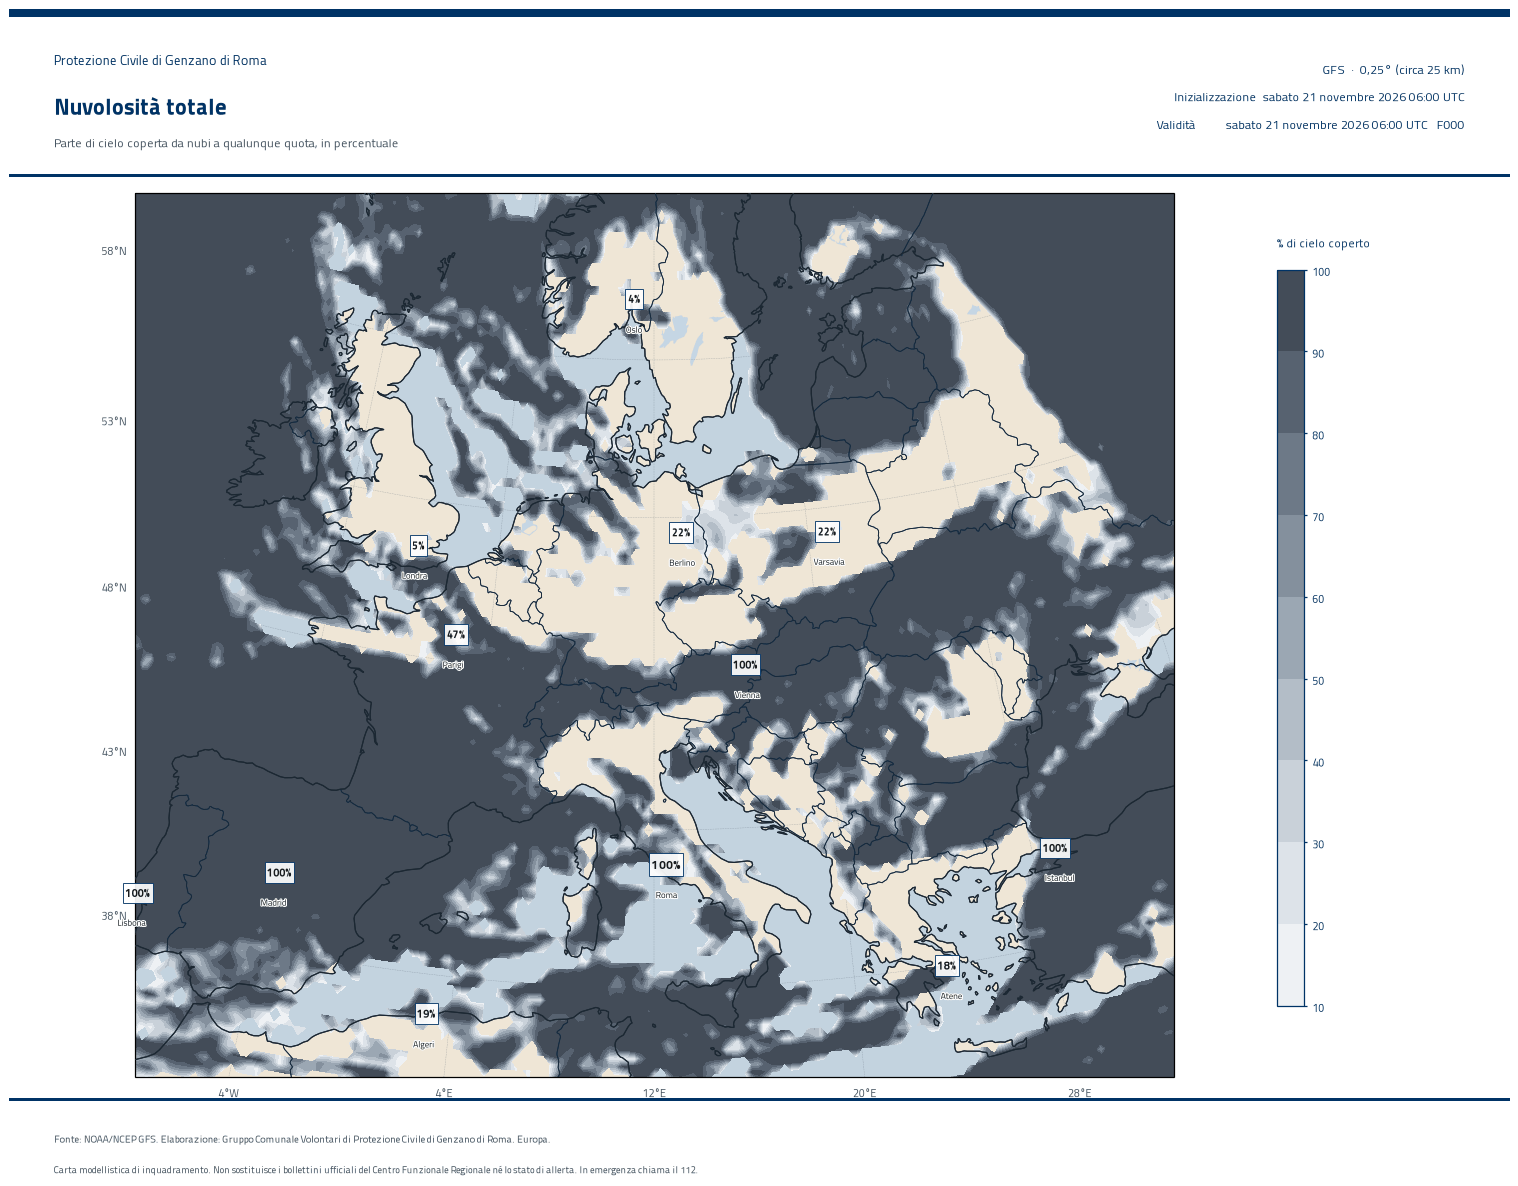 Protezione Civile di Genzano di Roma
Nuvolosità totale
Parte di cielo coperta da nubi a qualunque quota, in percentuale
GFS · 0,25° (circa 25 km)
Inizializzazione sabato 21 novembre 2026 06:00 UTC
Validità sabato 21 novembre 2026 06:00 UTC F000
% di cielo coperto
100
90
80
70
60
50
40
30
20
10
58°N
53°N
48°N
43°N
38°N
4°W
4°E
12°E
20°E
28°E
4%
Oslo
5%
Londra
22%
Berlino
22%
Varsavia
47%
Parigi
100%
Vienna
100%
Istanbul
100%
Roma
100%
Madrid
100%
Lisbona
18%
Atene
19%
Algeri
Fonte: NOAA/NCEP GFS. Elaborazione: Gruppo Comunale Volontari di Protezione Civile di Genzano di Roma. Europa.
Carta modellistica di inquadramento. Non sostituisce i bollettini ufficiali del Centro Funzionale Regionale né lo stato di allerta. In emergenza chiama il 112.